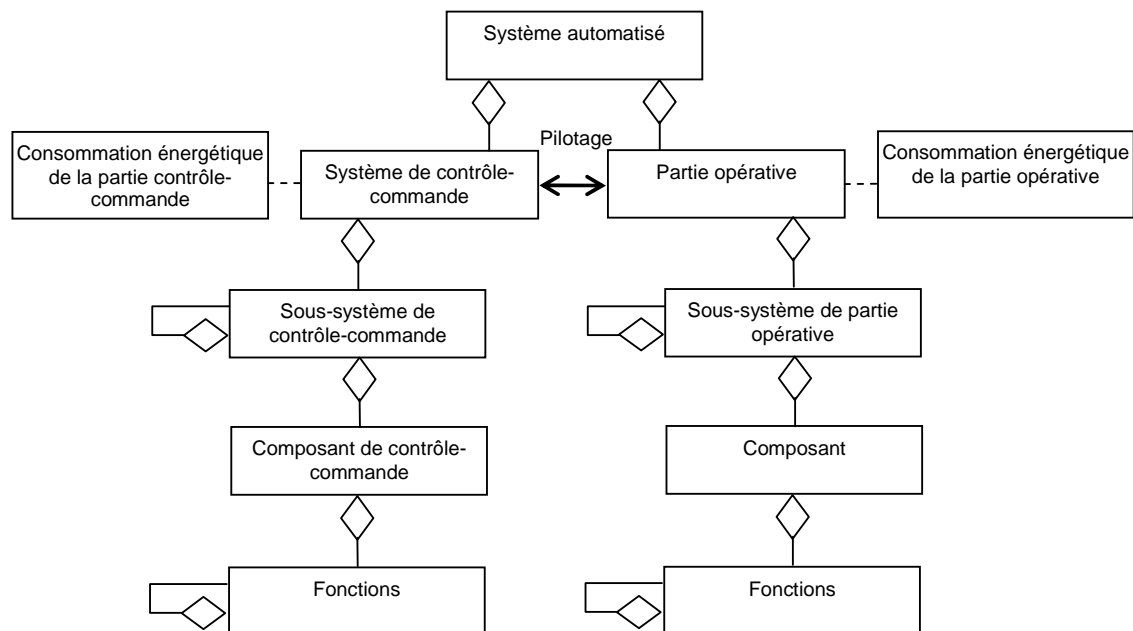 Système automatisé
Pilotage
Consommation énergétique
de la partie contrôle-
commande
Système de contrôle-
commande
Partie opérative
Consommation énergétique
de la partie opérative
Sous-système de
contrôle-commande
Sous-système de partie
opérative
Composant de contrôle-
commande
Composant
Fonctions
Fonctions